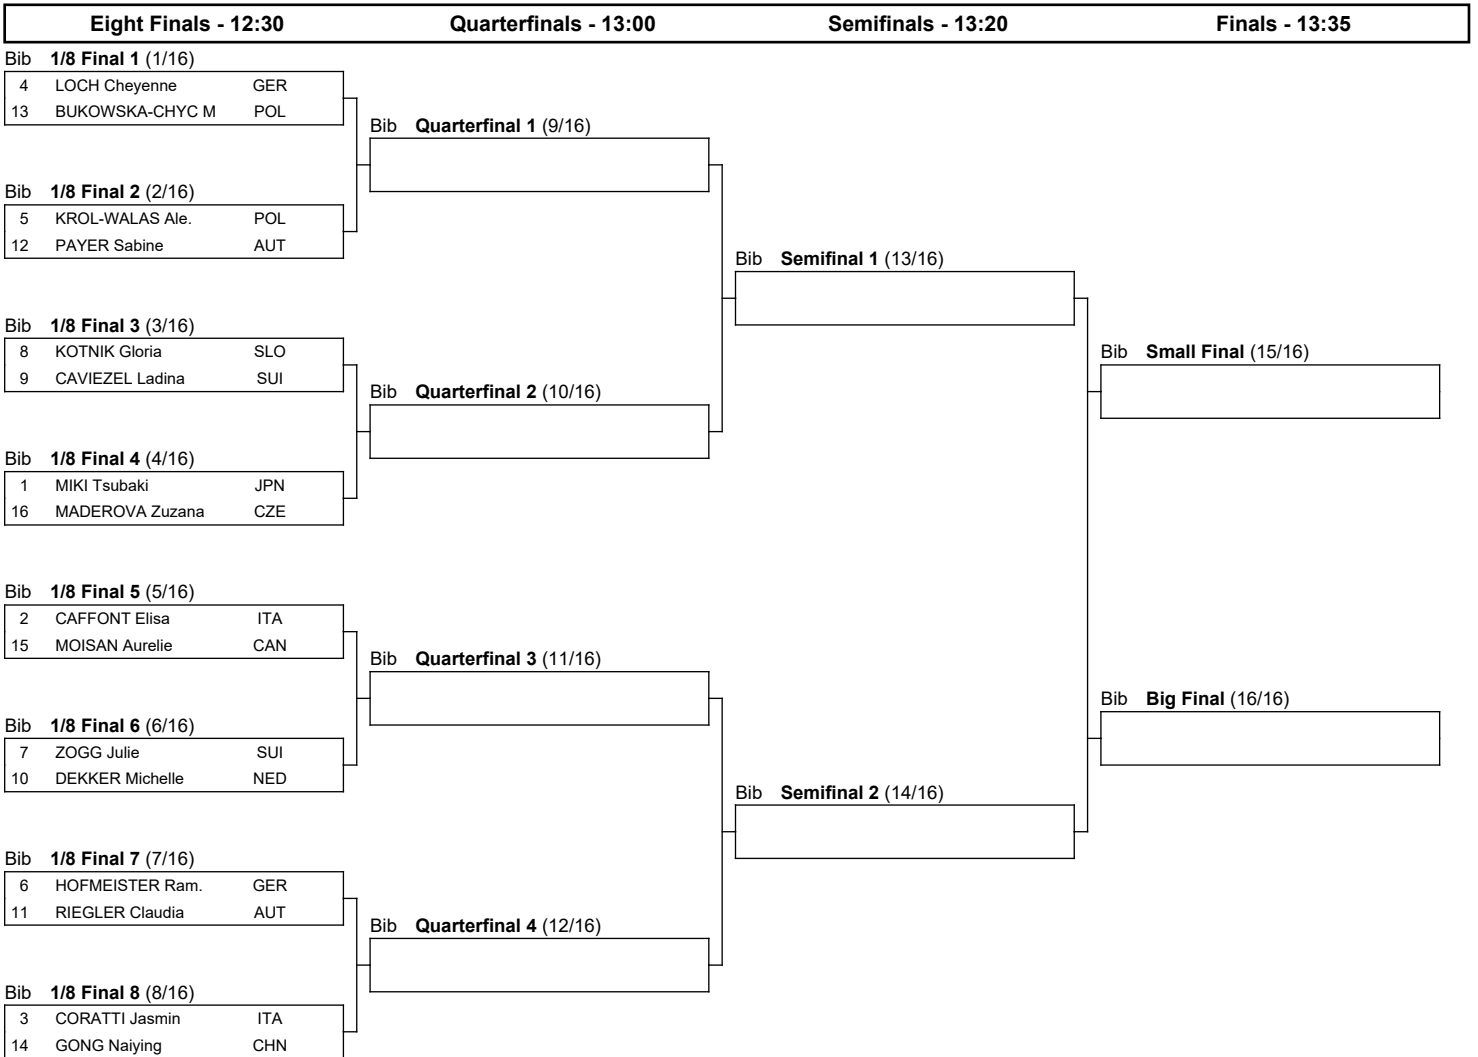 Eight Finals - 12:30
Quarterfinals - 13:00
Semifinals - 13:20
Finals - 13:35
Bib 1/8 Final 1 (1/16)
4 LOCH Cheyenne GER
13 BUKOWSKA-CHYC M POL
Bib 1/8 Final 2 (2/16)
5 KROL-WALAS Ale. POL
12 PAYER Sabine AUT
Bib 1/8 Final 3 (3/16)
8 KOTNIK Gloria SLO
9 CAVIEZEL Ladina SUI
Bib 1/8 Final 4 (4/16)
1 MIKI Tsubaki JPN
16 MADEROVA Zuzana CZE
Bib 1/8 Final 5 (5/16)
2 CAFFONT Elisa ITA
15 MOISAN Aurelie CAN
Bib 1/8 Final 6 (6/16)
7 ZOGG Julie SUI
10 DEKKER Michelle NED
Bib 1/8 Final 7 (7/16)
6 HOFMEISTER Ram. GER
11 RIEGLER Claudia AUT
Bib 1/8 Final 8 (8/16)
3 CORATTI Jasmin ITA
14 GONG Naiying CHN
Bib Quarterfinal 1 (9/16)
Bib Quarterfinal 2 (10/16)
Bib Quarterfinal 3 (11/16)
Bib Quarterfinal 4 (12/16)
Bib Semifinal 1 (13/16)
Bib Semifinal 2 (14/16)
Bib Small Final (15/16)
Bib Big Final (16/16)